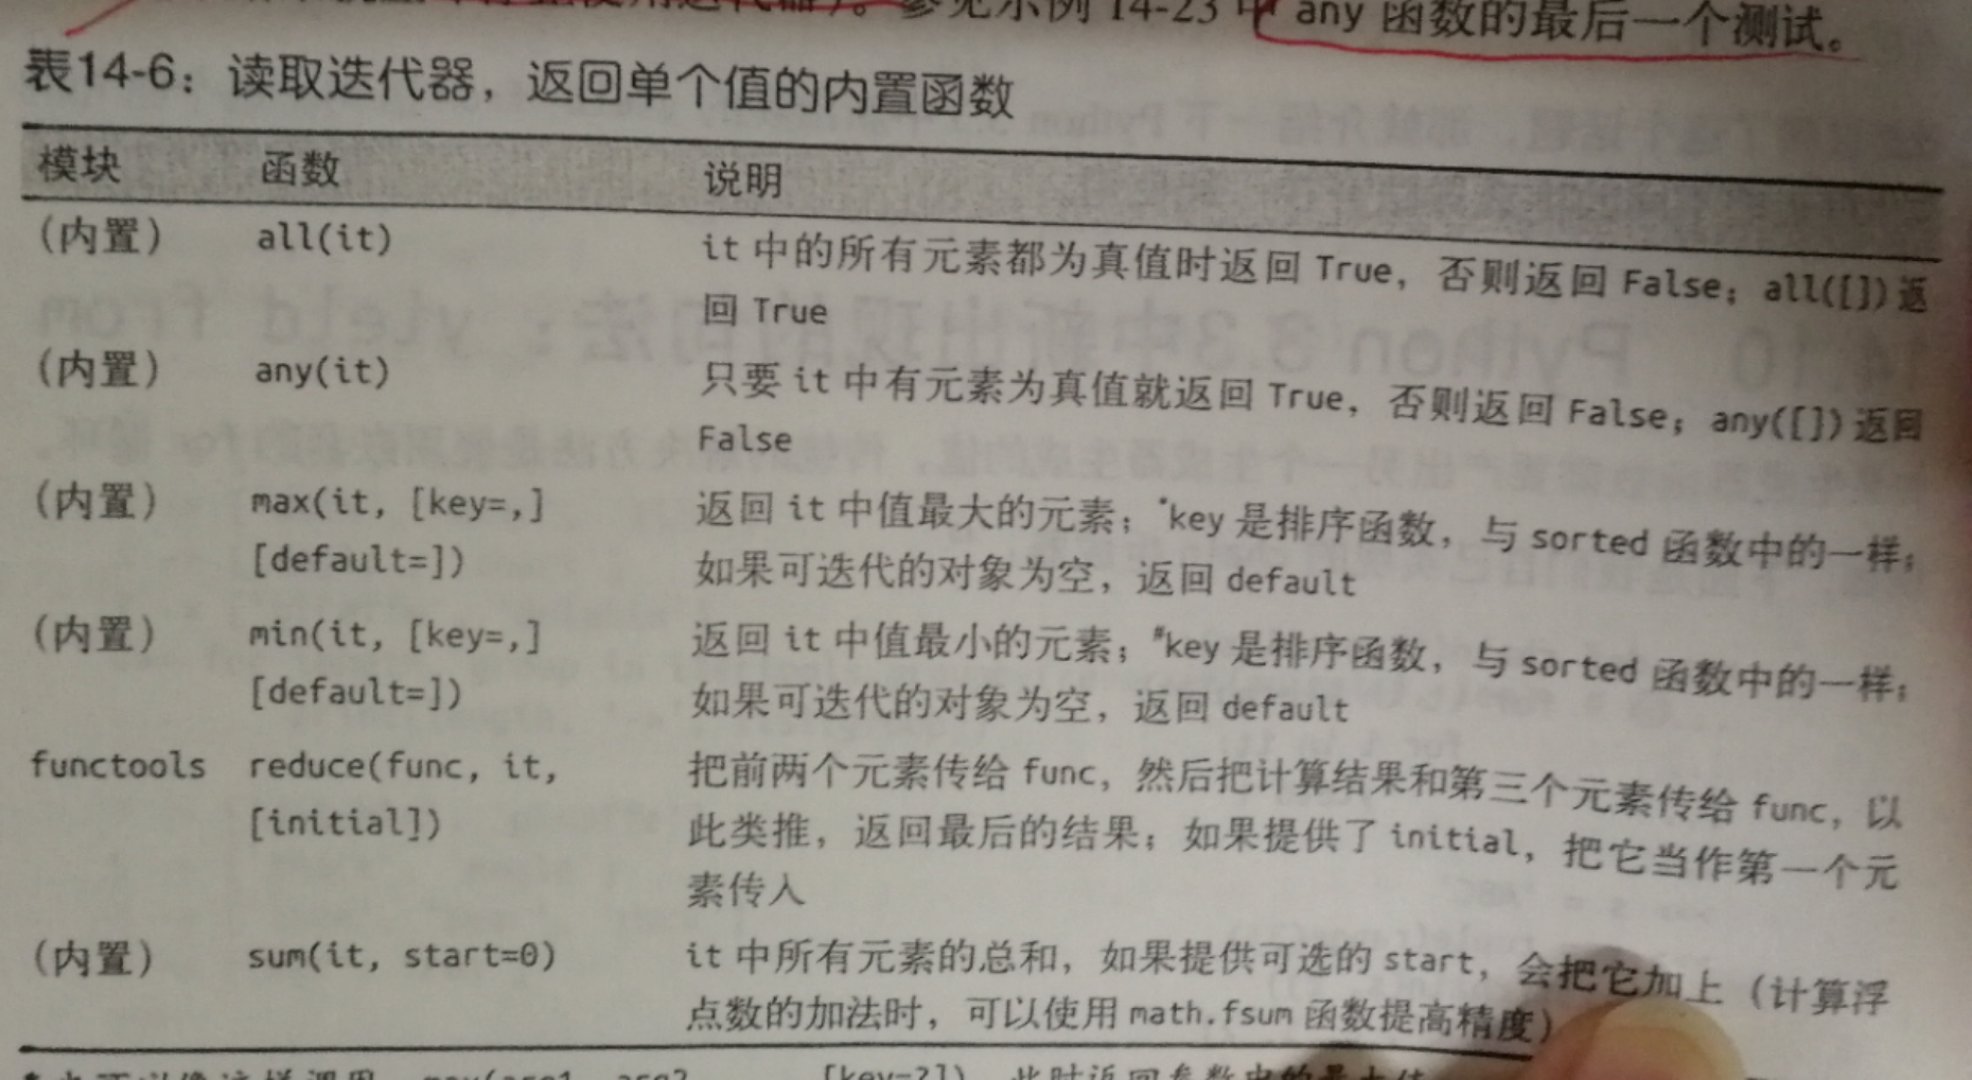 参见示例 14-23 中 any 函数的最后一个测试。
表14-6：读取迭代器，返回单个值的内置函数
模块 函数 说明
（内置） all(it) it 中的所有元素都为真值时返回 True，否则返回 False；all([]) 返
回 True
（内置） any(it) 只要 it 中有元素为真值就返回 True，否则返回 False；any([]) 返回
False
（内置） max(it, [key=,] 返回 it 中值最大的元素；*key 是排序函数，与 sorted 函数中的一样；
[default=]) 如果可迭代的对象为空，返回 default
（内置） min(it, [key=,] 返回 it 中值最小的元素；#key 是排序函数，与 sorted 函数中的一样；
[default=]) 如果可迭代的对象为空，返回 default
functools reduce(func, it, 把前两个元素传给 func，然后把计算结果和第三个元素传给 func，以
[initial]) 此类推，返回最后的结果；如果提供了 initial，把它当作第一个元
素传入
（内置） sum(it, start=0) it 中所有元素的总和，如果提供可选的 start，会把它加上（计算浮
点数的加法时，可以使用 math.fsum 函数提高精度）